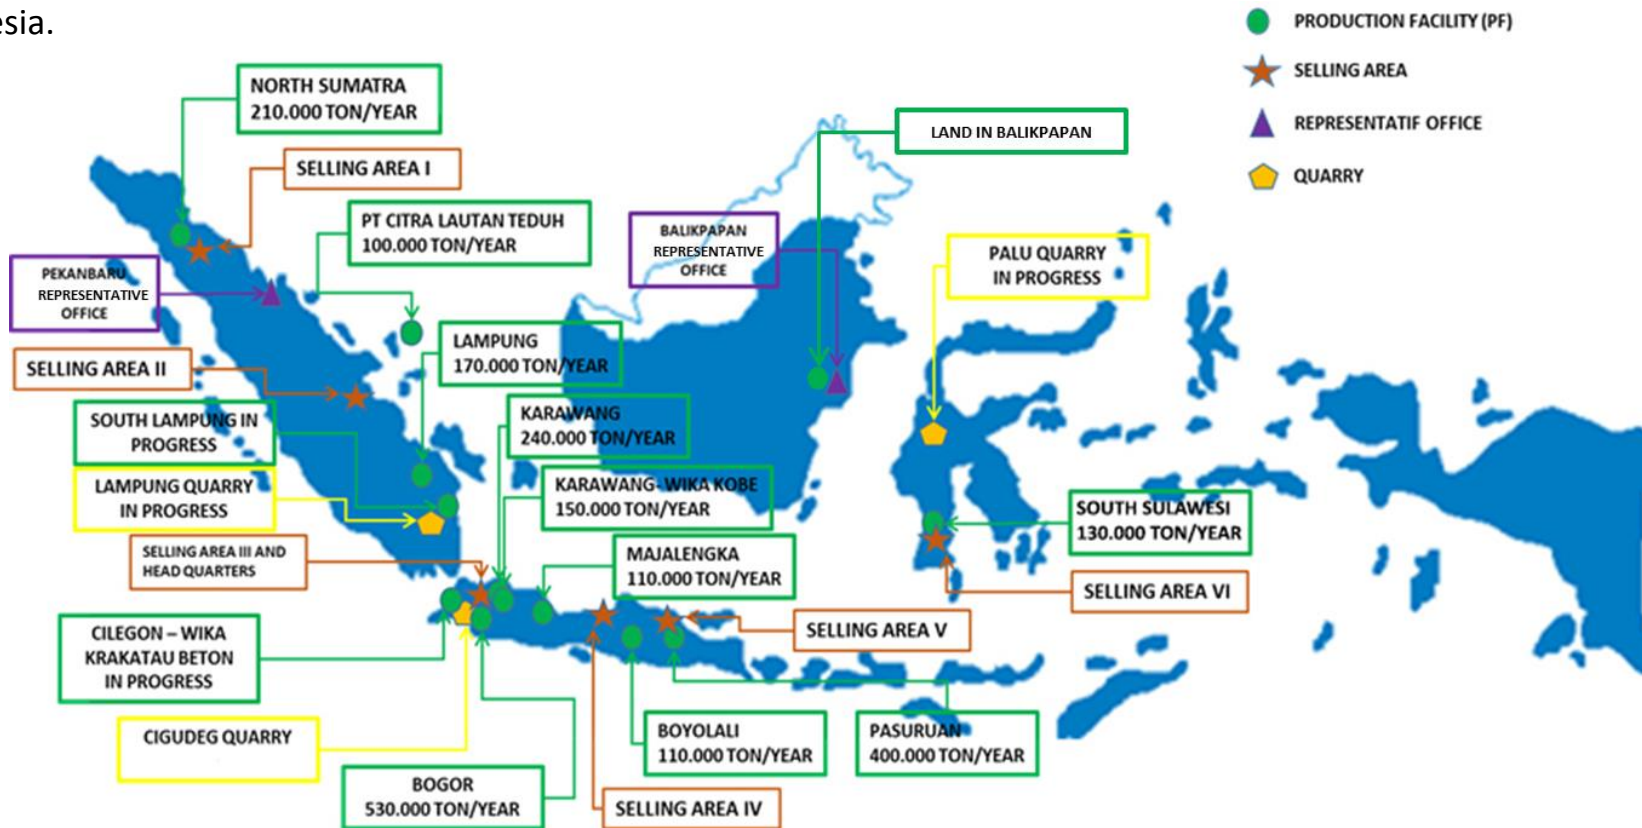 esia.
PRODUCTION FACILITY (PF)
SELLING AREA
REPRESENTATIF OFFICE
QUARRY
NORTH SUMATRA
210.000 TON/YEAR
SELLING AREA I
PT CITRA LAUTAN TEDUH
100.000 TON/YEAR
LAND IN BALIKPAPAN
BALIKPAPAN
REPRESENTATIVE
OFFICE
PALU QUARRY
IN PROGRESS
PEKANBARU
REPRESENTATIVE
OFFICE
LAMPUNG
170.000 TON/YEAR
SELLING AREA II
SOUTH LAMPUNG IN
PROGRESS
KARAWANG
240.000 TON/YEAR
LAMPUNG QUARRY
IN PROGRESS
KARAWANG- WIKA KOBE
150.000 TON/YEAR
SOUTH SULAWESI
130.000 TON/YEAR
SELLING AREA III AND
HEAD QUARTERS
MAJALENGKA
110.000 TON/YEAR
SELLING AREA VI
CILEGON – WIKA
KRAKATAU BETON
IN PROGRESS
SELLING AREA V
CIGUDEG QUARRY
BOYOLALI
110.000 TON/YEAR
PASURUAN
400.000 TON/YEAR
BOGOR
530.000 TON/YEAR
SELLING AREA IV